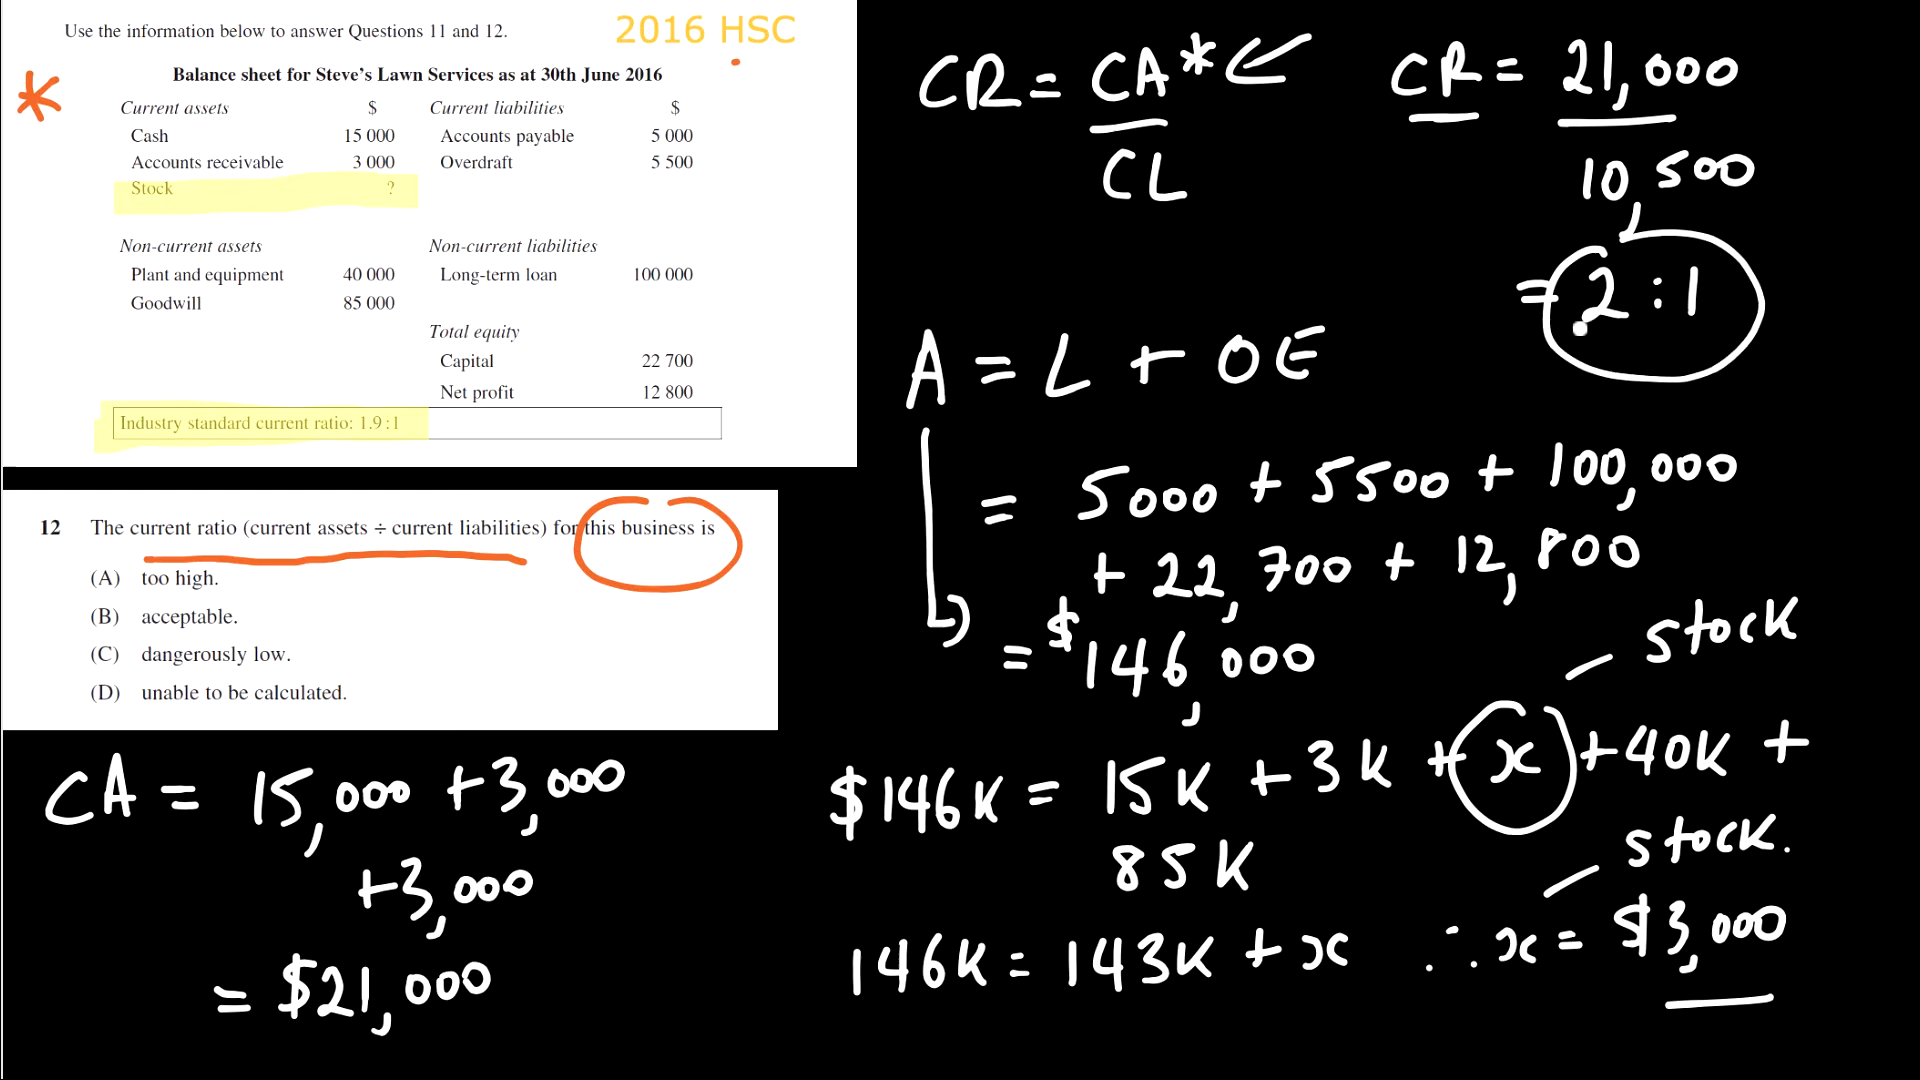 Use the information below to answer Questions 11 and 12.
2016 HSC
Balance sheet for Steve's Lawn Services as at 30th June 2016
Current assets $ Current liabilities $
Cash 15 000 Accounts payable 5 000
Accounts receivable 3 000 Overdraft 5 500
Stock ?
Non-current assets Non-current liabilities
Plant and equipment 40 000 Long-term loan 100 000
Goodwill 85 000
Total equity
Capital 22 700
Net profit 12 800
Industry standard current ratio: 1.9 : 1
12 The current ratio (current assets ÷ current liabilities) for this business is
(A) too high.
(B) acceptable.
(C) dangerously low.
(D) unable to be calculated.
CA = 15,000 + 3,000
+3,000
= $21,000
CR = CA*
CL
CR = 21,000
10,500
= 2 : 1
A = L + OE
= 5000 + 5500 + 100,000
+ 22,700 + 12,800
= $146,000
stock
$146K = 15K + 3K + x + 40K +
85K
stock.
146K = 143K + x ∴ x = $3,000